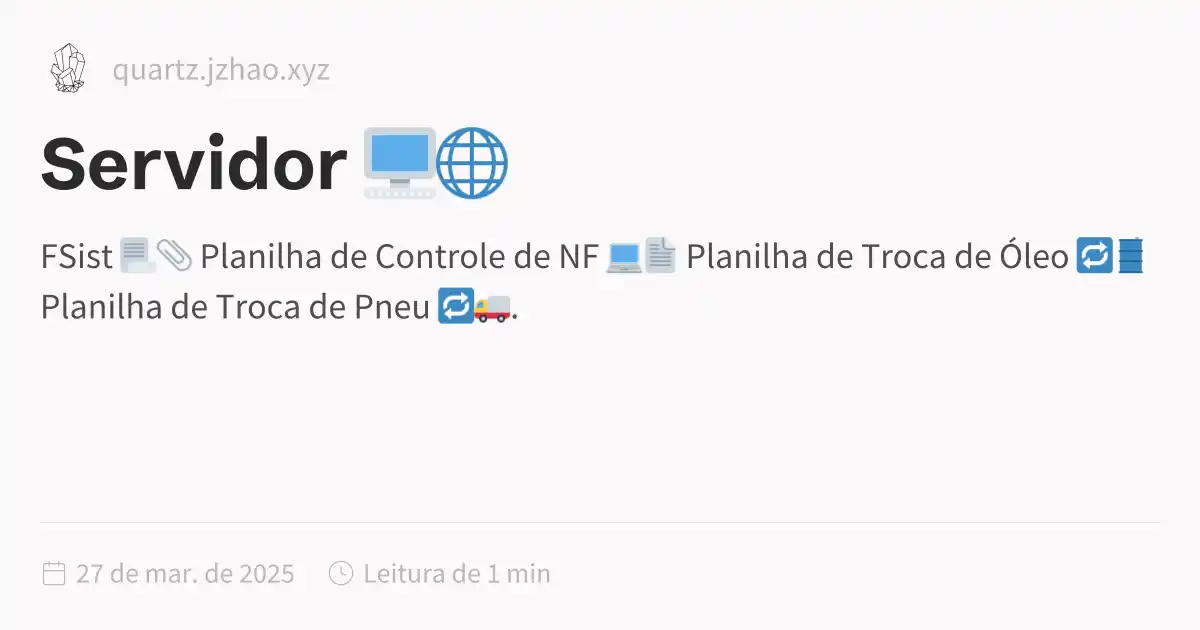 quartz.jzhao.xyz
Servidor 🖥️🌐
FSist 📃📎 Planilha de Controle de NF 💻📄 Planilha de Troca de Óleo 🔁🛢️
Planilha de Troca de Pneu 🔁🚚.
27 de mar. de 2025 Leitura de 1 min